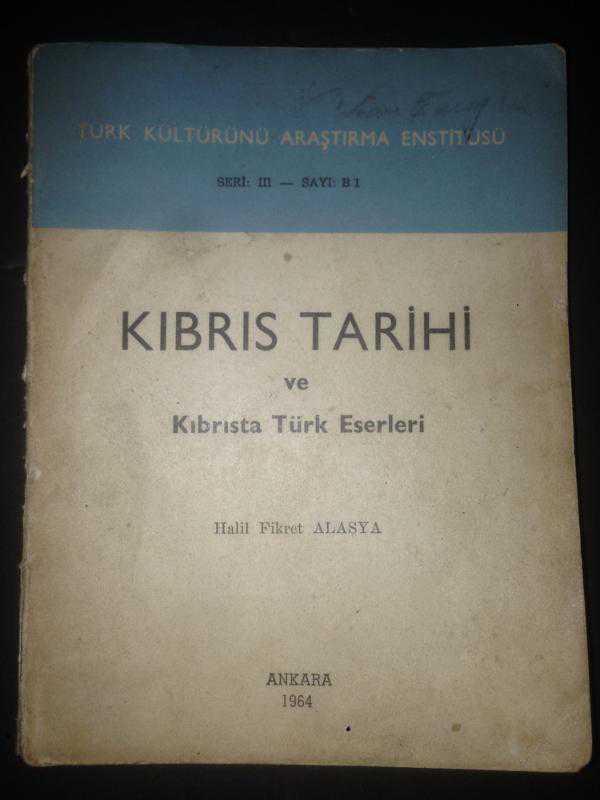 TÜRK KÜLTÜRÜNÜ ARAŞTIRMA ENSTİTÜSÜ
SERİ: III — SAYI: B 1
KIBRIS TARİHİ
ve
Kıbrısta Türk Eserleri
Halil Fikret ALASYA
ANKARA
1964